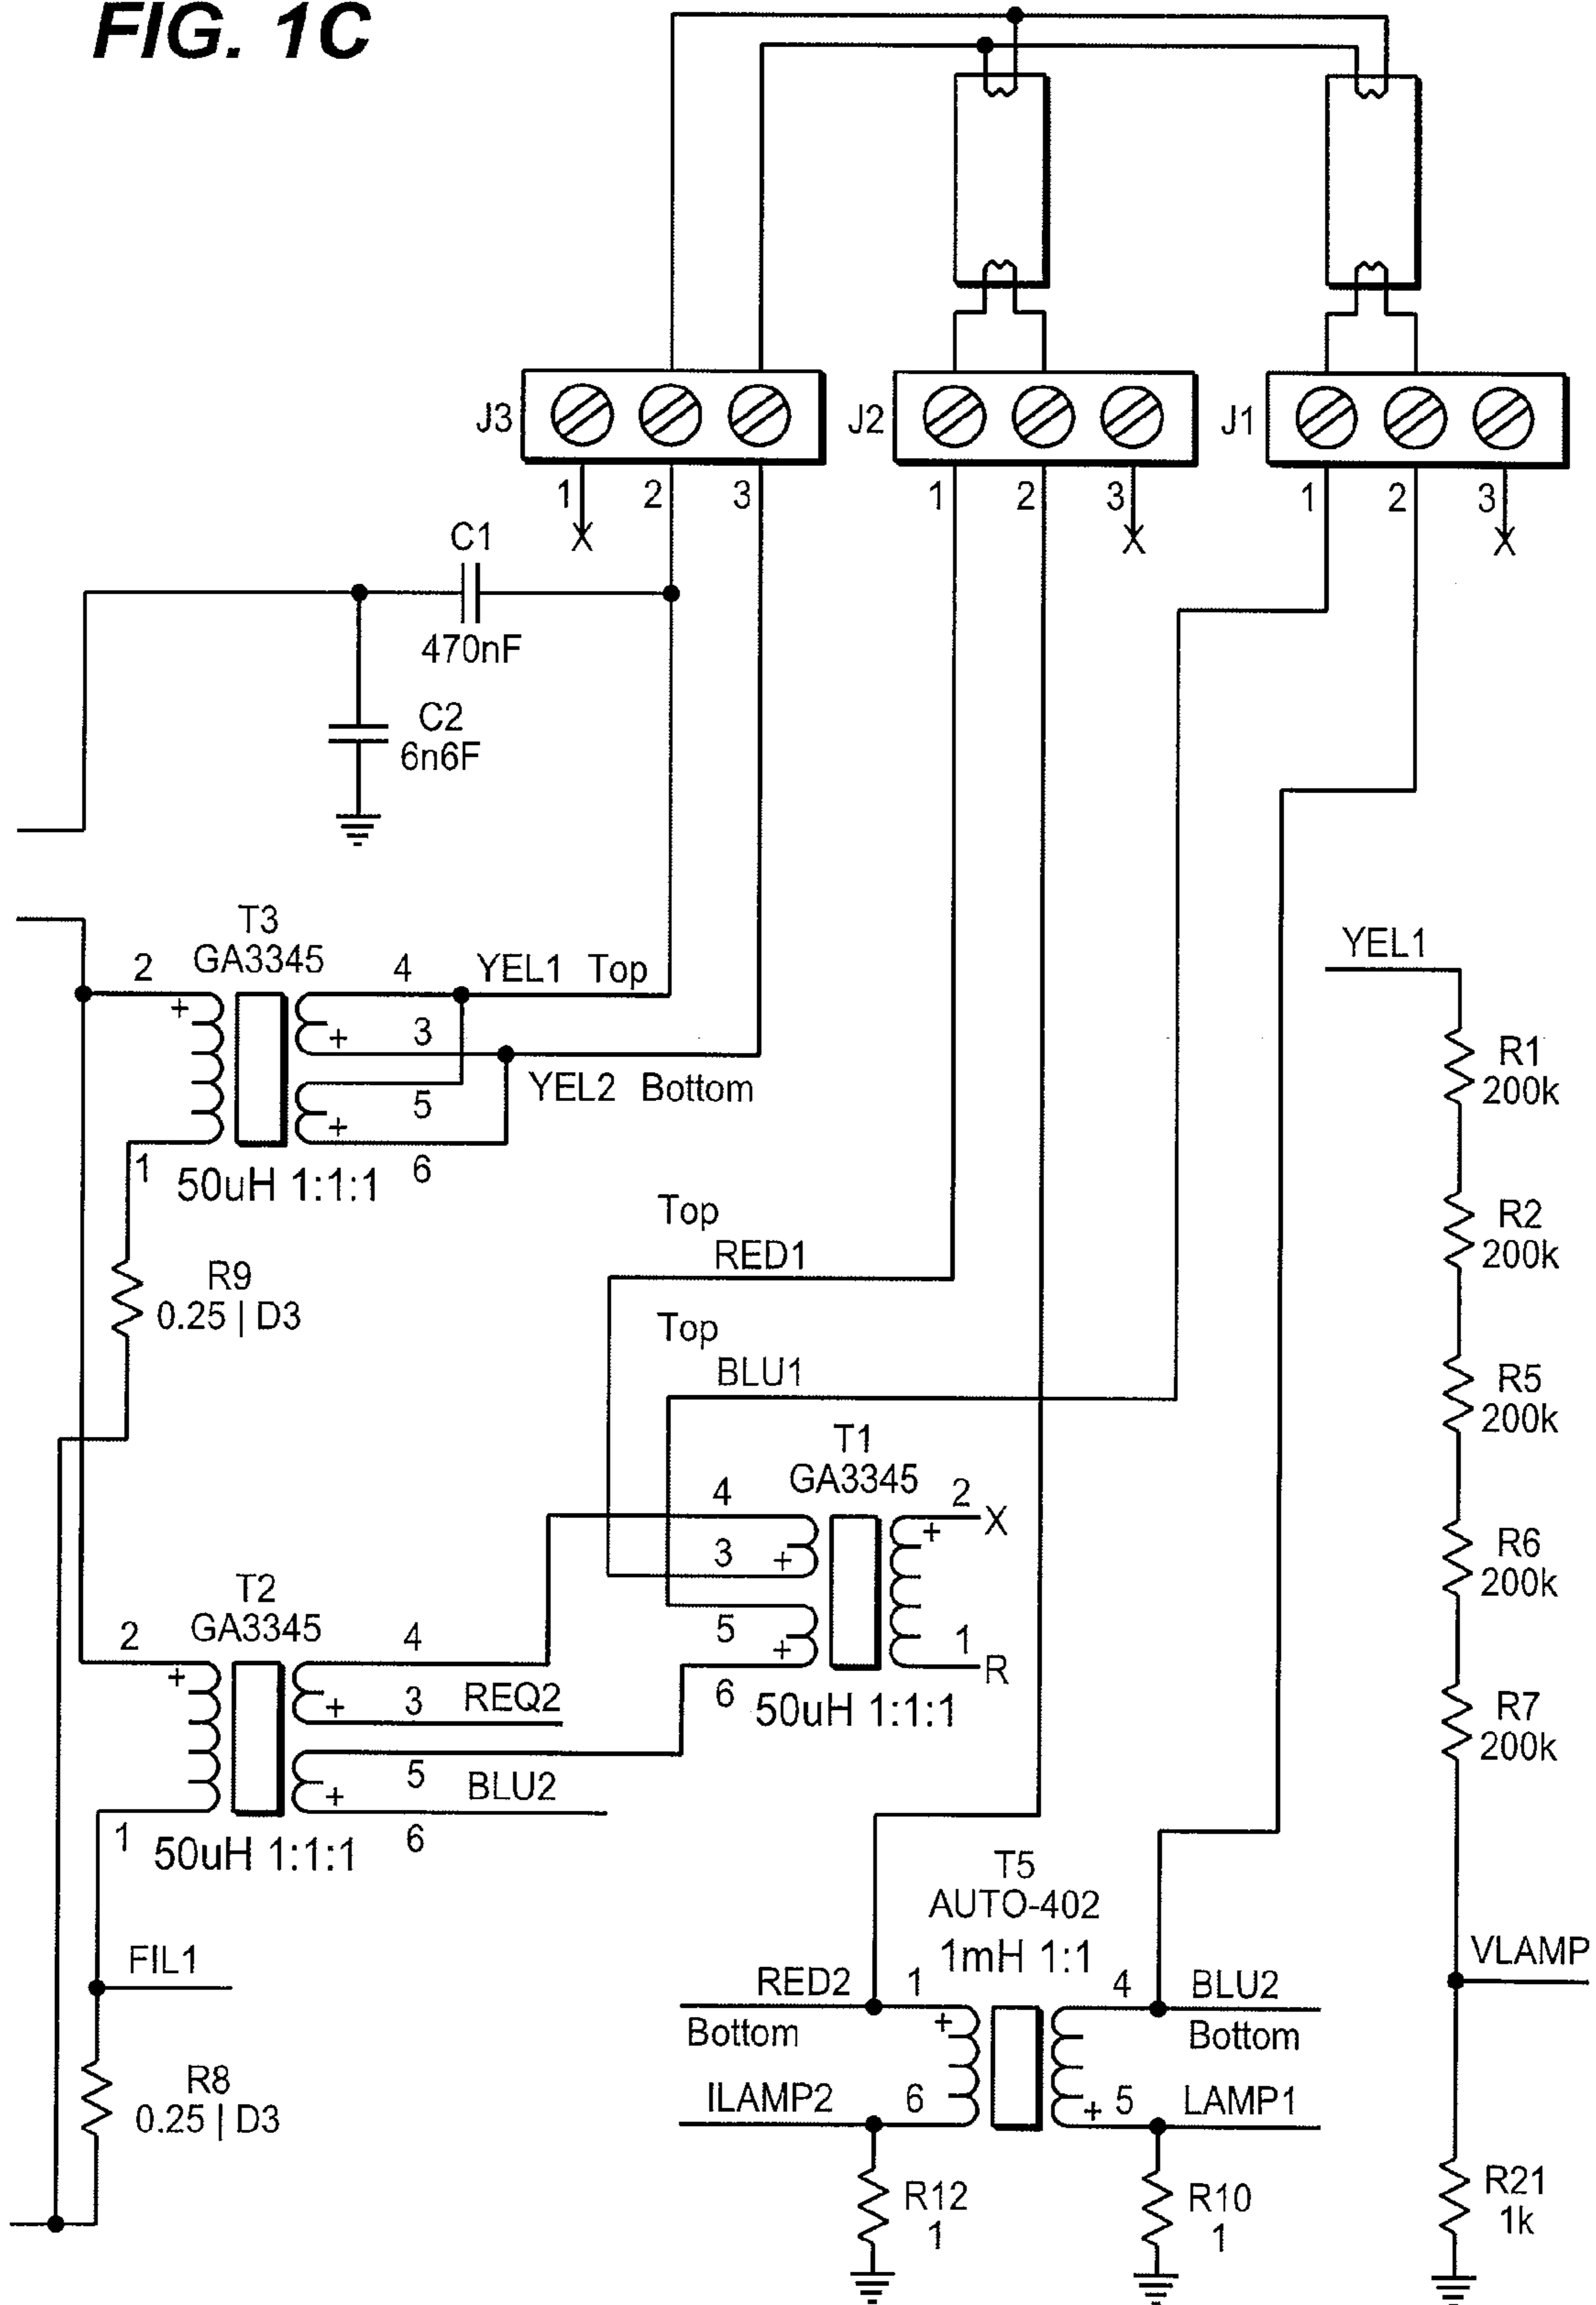 FIG. 1C
J3
J2
J1
1
2
3
1
2
3
1
2
3
X
X
X
C1
470nF
C2
6n6F
T3
GA3345
2
+
4
YEL1 Top
3
+
YEL2 Bottom
5
+
6
1
50uH 1:1:1
YEL1
R1
200k
R2
200k
R5
200k
R6
200k
R7
200k
VLAMP
R21
1k
R9
0.25 | D3
Top
RED1
Top
BLU1
T1
GA3345
4
2
X
+
3
+
5
+
1
R
6
50uH 1:1:1
T2
GA3345
2
+
4
3
+
REQ2
5
BLU2
+
6
1
50uH 1:1:1
FIL1
R8
0.25 | D3
T5
AUTO-402
1mH 1:1
RED2
1
4
BLU2
Bottom
+
Bottom
ILAMP2
6
+
5
LAMP1
R12
1
R10
1